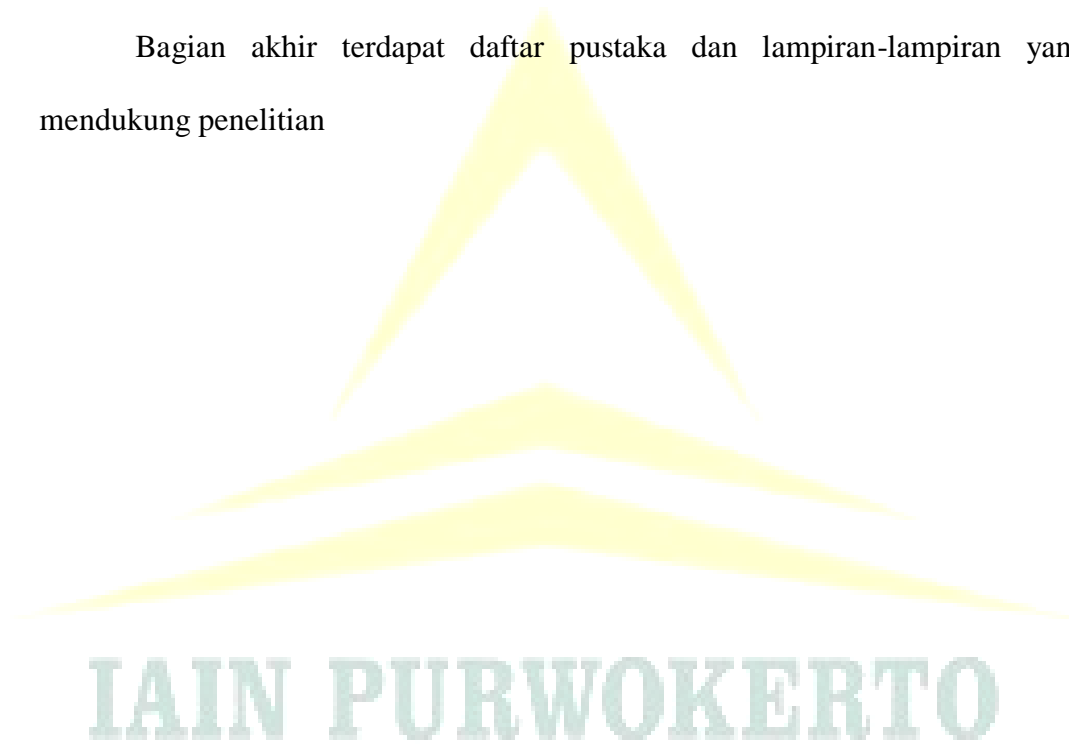 Bagian akhir terdapat daftar pustaka dan lampiran-lampiran yan
mendukung penelitian
IAIN PURWOKERTO